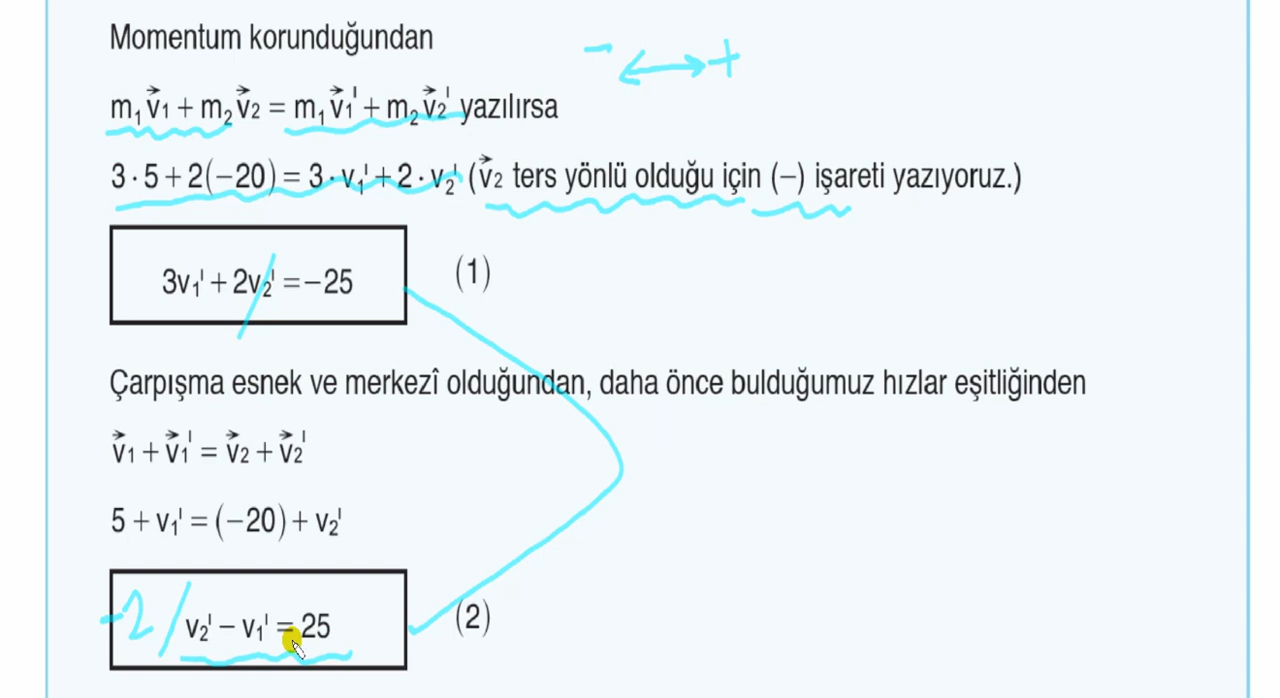 Momentum korunduğundan
- ↔ +
m₁v⃗₁ + m₂v⃗₂ = m₁v⃗₁' + m₂v⃗₂' yazılırsa
3·5 + 2(−20) = 3·v₁' + 2·v₂' (v⃗₂ ters yönlü olduğu için (−) işareti yazıyoruz.)
3v₁' + 2v₂' = −25 (1)
Çarpışma esnek ve merkezî olduğundan, daha önce bulduğumuz hızlar eşitliğinden
v⃗₁ + v⃗₁' = v⃗₂ + v⃗₂'
5 + v₁' = (−20) + v₂'
-2/ v₂' − v₁' = 25 (2)